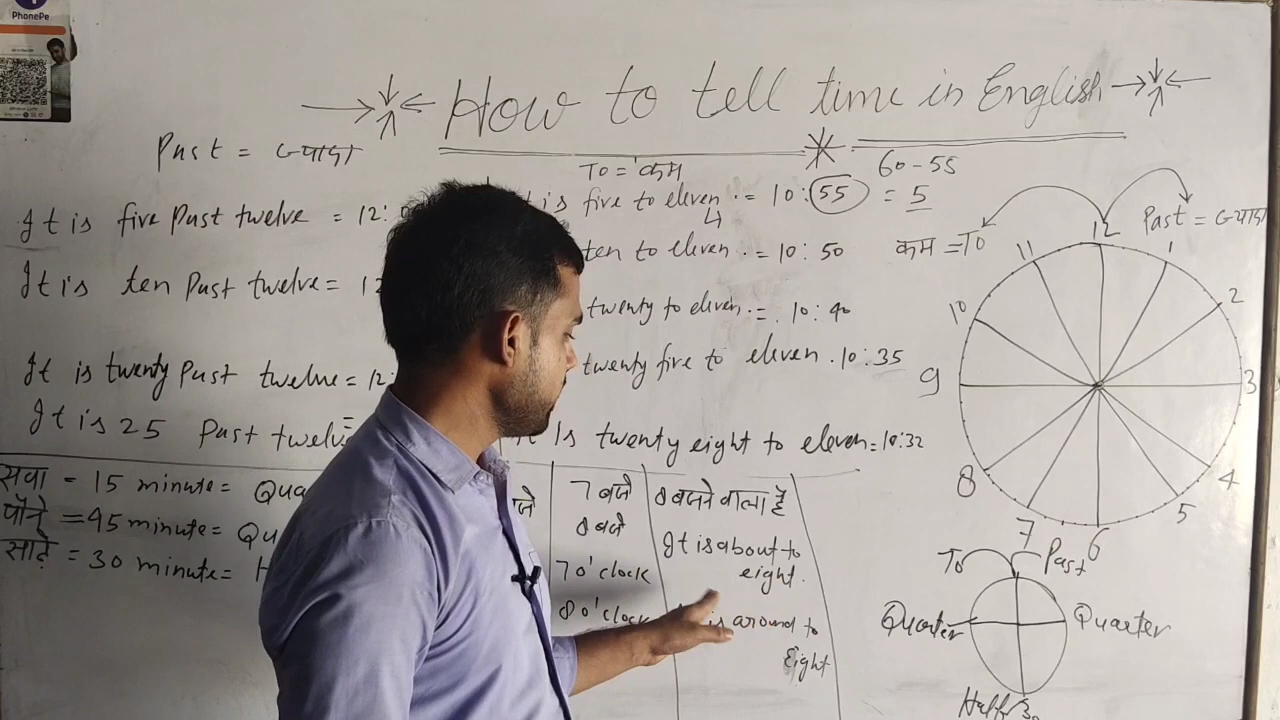 PhonePe
How to tell time in English
Past = ज्यादा
To = कम
60-55
It is five Past twelve = 12:
is five to eleven = 10:55 = 5
It is ten Past twelve = 12
ten to eleven = 10:50
It is twenty Past twelve = 12:
twenty to eleven = 10:40
twenty five to eleven. 10:35
It is 25 Past twelve
Is twenty eight to eleven = 10:32
सवा = 15 minute = Qua
पौने = 45 minute = Qu
साढ़े = 30 minute = H
7 बजे
8 बजे
7 o'clock
8 o'clock
8 बजने वाला है
It is about to
eight.
is around to
Eight
कम = To
Past = ज्यादा
12
1
2
3
4
5
6
7
8
9
10
11
To
Past
Quarter
Quarter
Half